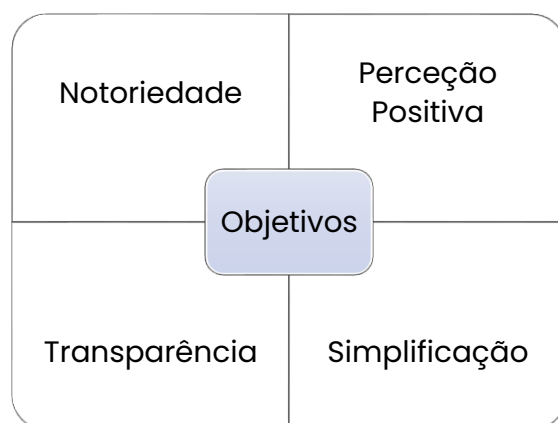 Notoriedade
Perceção
Positiva
Objetivos
Transparência
Simplificação